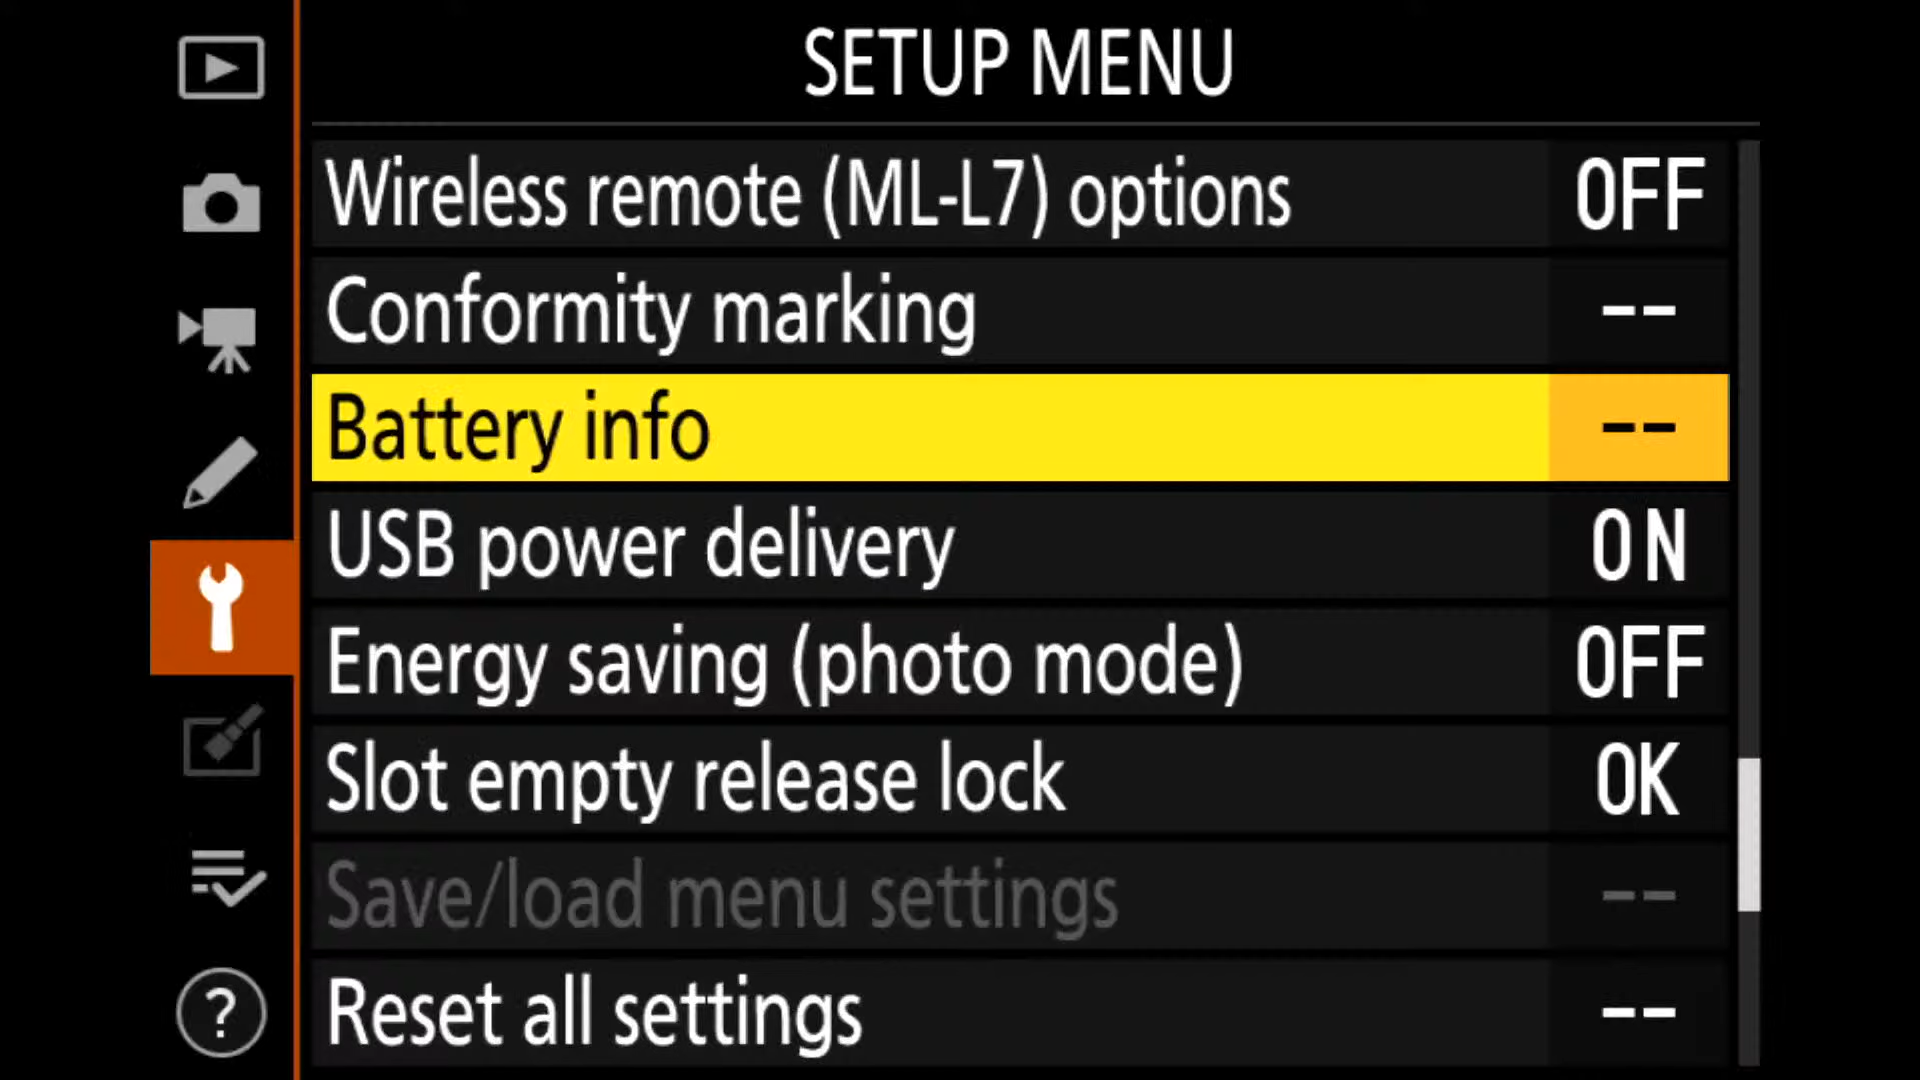 SETUP MENU
Wireless remote (ML-L7) options OFF
Conformity marking --
Battery info --
USB power delivery ON
Energy saving (photo mode) OFF
Slot empty release lock OK
Save/load menu settings --
Reset all settings --
?